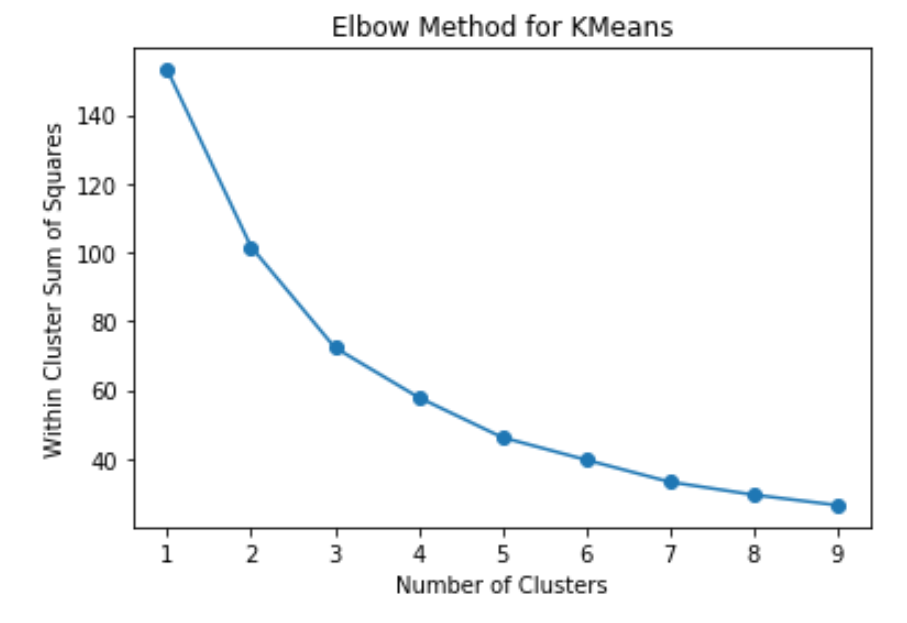 Elbow Method for KMeans
Within Cluster Sum of Squares
140
120
100
80
60
40
1 2 3 4 5 6 7 8 9
Number of Clusters